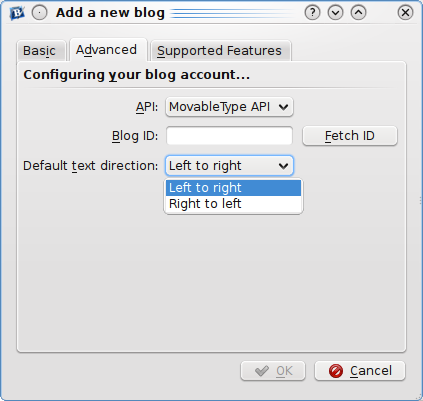 Add a new blog
Basic Advanced Supported Features
Configuring your blog account...
API: MovableType API
Blog ID: Fetch ID
Default text direction: Left to right
Left to right
Right to left
OK Cancel